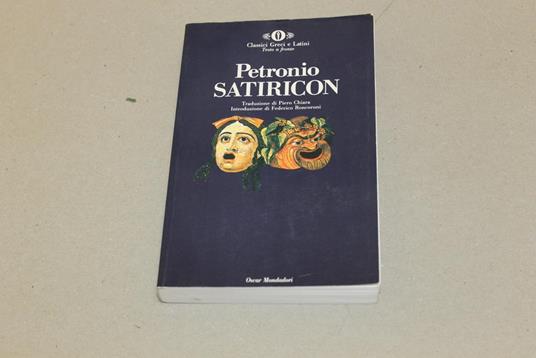 Classici Greci e Latini
Testo a fronte
Petronio
SATIRICON
Traduzione di Piero Chiara
Introduzione di Federico Roncoroni
Oscar Mondadori